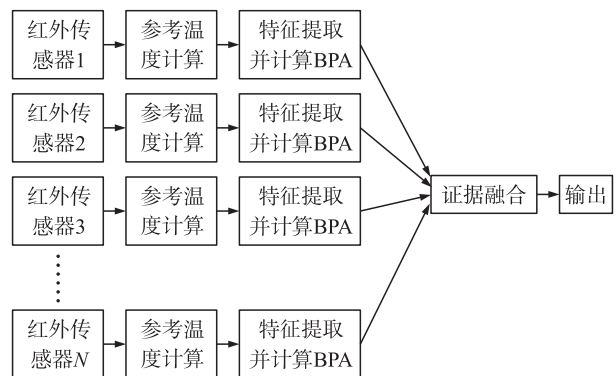 红外传
感器1
参考温
度计算
特征提取
并计算BPA
红外传
感器2
参考温
度计算
特征提取
并计算BPA
红外传
感器3
参考温
度计算
特征提取
并计算BPA
证据融合
输出
红外传
感器N
参考温
度计算
特征提取
并计算BPA